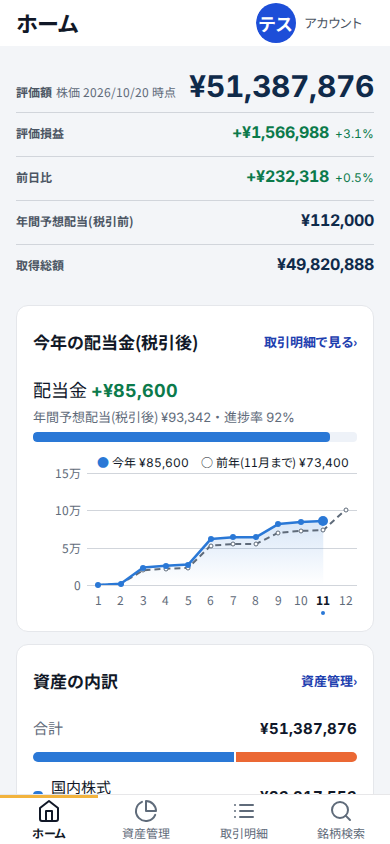 ホーム
テス アカウント
評価額 株価 2026/10/20 時点 ¥51,387,876
評価損益 +¥1,566,988 +3.1%
前日比 +¥232,318 +0.5%
年間予想配当(税引前) ¥112,000
取得総額 ¥49,820,888
今年の配当金(税引後) 取引明細で見る›
配当金 +¥85,600
年間予想配当(税引後) ¥93,342・進捗率 92%
今年 ¥85,600 前年(11月まで) ¥73,400
15万
10万
5万
0
1 2 3 4 5 6 7 8 9 10 11 12
資産の内訳 資産管理›
合計 ¥51,387,876
国内株式
ホーム 資産管理 取引明細 銘柄検索